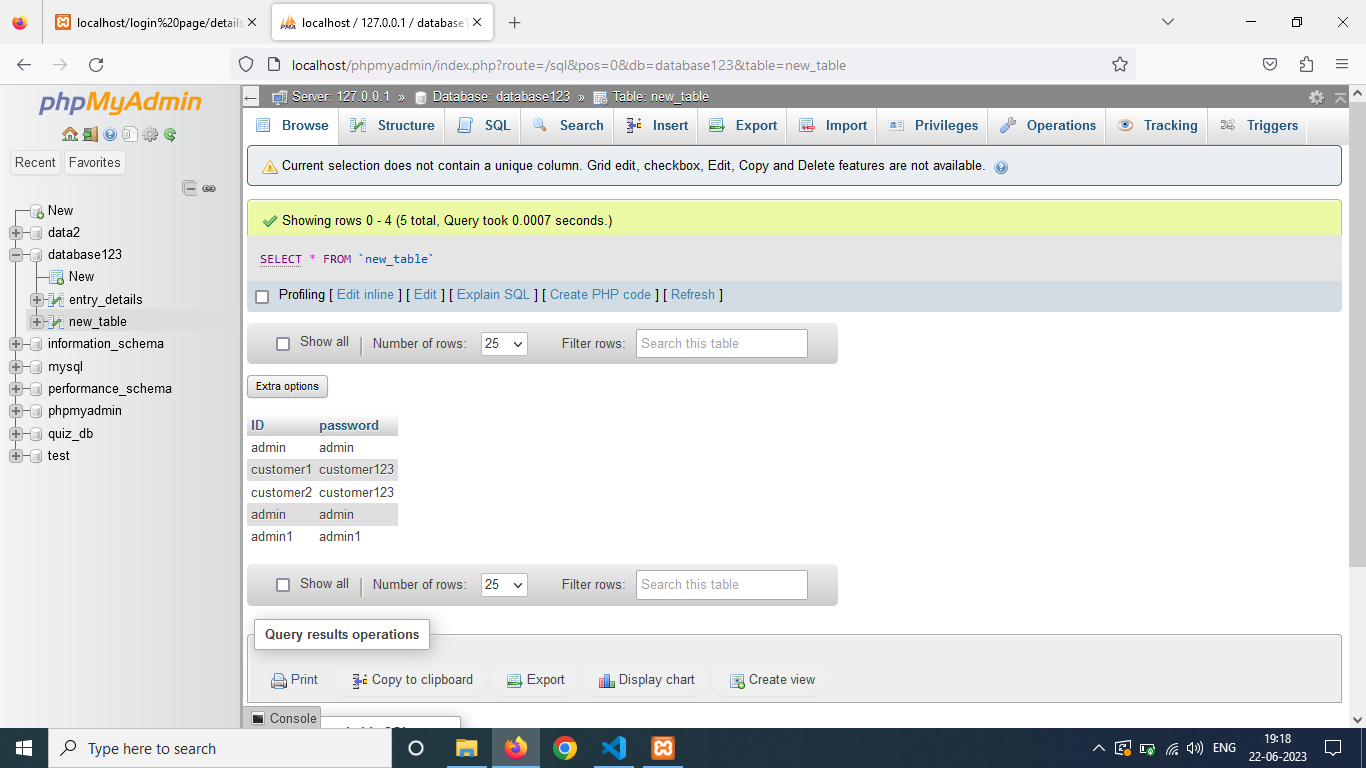 localhost/login%20page/details
localhost / 127.0.0.1 / database1
localhost/phpmyadmin/index.php?route=/sql&pos=0&db=database123&table=new_table
phpMyAdmin
Recent Favorites
New
data2
database123
New
entry_details
new_table
information_schema
mysql
performance_schema
phpmyadmin
quiz_db
test
Server: 127.0.0.1 » Database: database123 » Table: new_table
Browse Structure SQL Search Insert Export Import Privileges Operations Tracking Triggers
Current selection does not contain a unique column. Grid edit, checkbox, Edit, Copy and Delete features are not available.
Showing rows 0 - 4 (5 total, Query took 0.0007 seconds.)
SELECT * FROM `new_table`
Profiling [ Edit inline ] [ Edit ] [ Explain SQL ] [ Create PHP code ] [ Refresh ]
Show all Number of rows: 25 Filter rows: Search this table
Extra options
ID password
admin admin
customer1 customer123
customer2 customer123
admin admin
admin1 admin1
Show all Number of rows: 25 Filter rows: Search this table
Query results operations
Print Copy to clipboard Export Display chart Create view
Console
Type here to search
ENG
19:18
22-06-2023